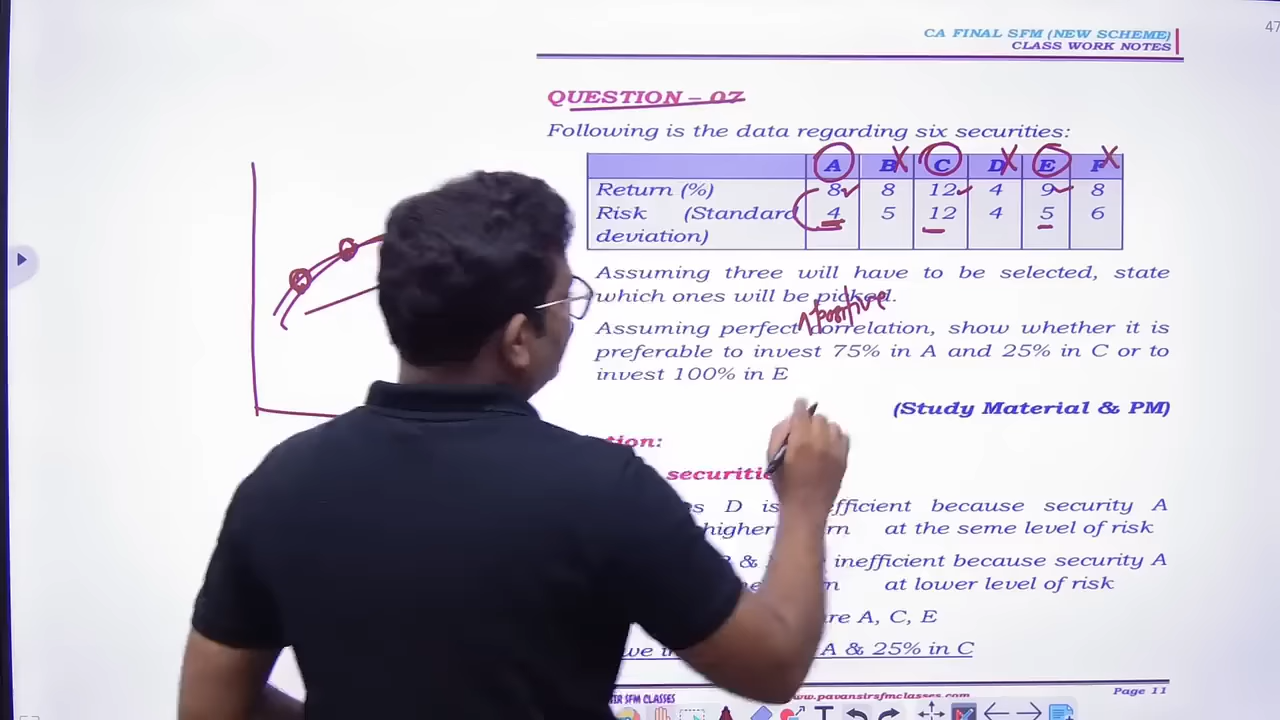 47
CA FINAL SFM (NEW SCHEME)
CLASS WORK NOTES
QUESTION – 07
Following is the data regarding six securities:
A B C D E F
Return (%) 8 8 12 4 9 8
Risk (Standard 4 5 12 4 5 6
deviation)
Assuming three will have to be selected, state
which ones will be picked.
positive
Assuming perfect correlation, show whether it is
preferable to invest 75% in A and 25% in C or to
invest 100% in E
(Study Material & PM)
tion:
D is efficient because security A
higher at the seme level of risk
& inefficient because security A
at lower level of risk
are A, C, E
A & 25% in C
SFM CLASSES
www.pavansirsfmclasses.com
Page 11
T